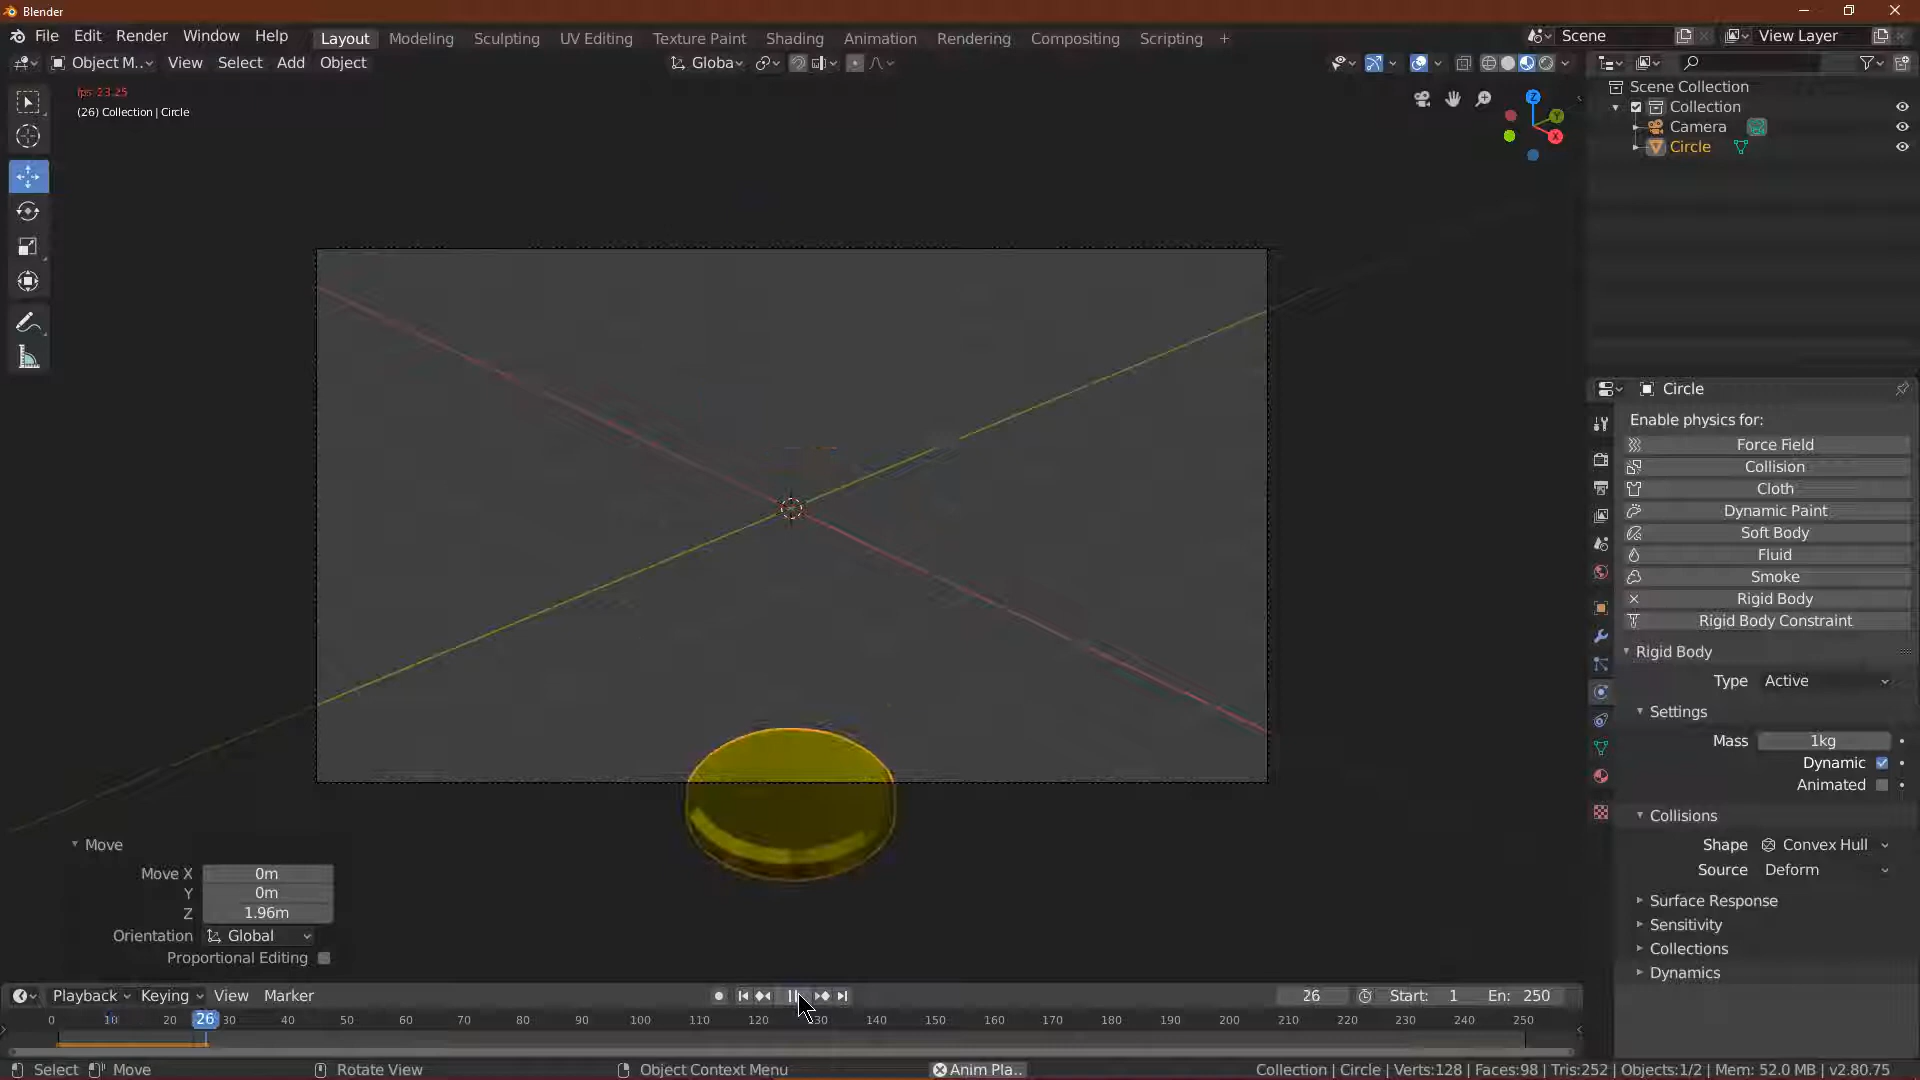 Blender
File Edit Render Window Help
Layout Modeling Sculpting UV Editing Texture Paint Shading Animation Rendering Compositing Scripting +
Scene View Layer
Object M.. View Select Add Object
Globa
fps: 23.25
(26) Collection | Circle
Z
Y
X
Scene Collection
Collection
Camera
Circle
Circle
Enable physics for:
Force Field
Collision
Cloth
Dynamic Paint
Soft Body
Fluid
Smoke
Rigid Body
Rigid Body Constraint
Rigid Body
Type Active
Settings
Mass 1kg
Dynamic
Animated
Collisions
Shape Convex Hull
Source Deform
Surface Response
Sensitivity
Collections
Dynamics
Move
Move X 0m
Y 0m
Z 1.96m
Orientation Global
Proportional Editing
Playback Keying View Marker
26 Start: 1 En: 250
0 10 20 26 30 40 50 60 70 80 90 100 110 120 130 140 150 160 170 180 190 200 210 220 230 240 250
Select Move Rotate View Object Context Menu Anim Pla.. Collection | Circle | Verts:128 | Faces:98 | Tris:252 | Objects:1/2 | Mem: 52.0 MB | v2.80.75